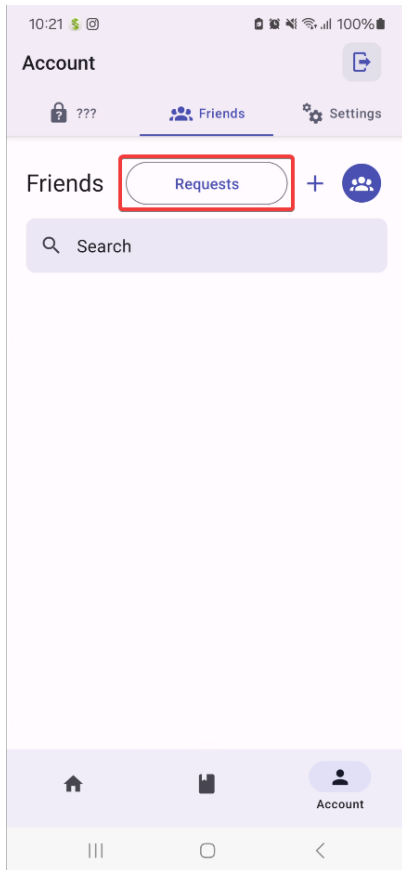 10:21 100%
Account
??? Friends Settings
Friends Requests +
Search
Account